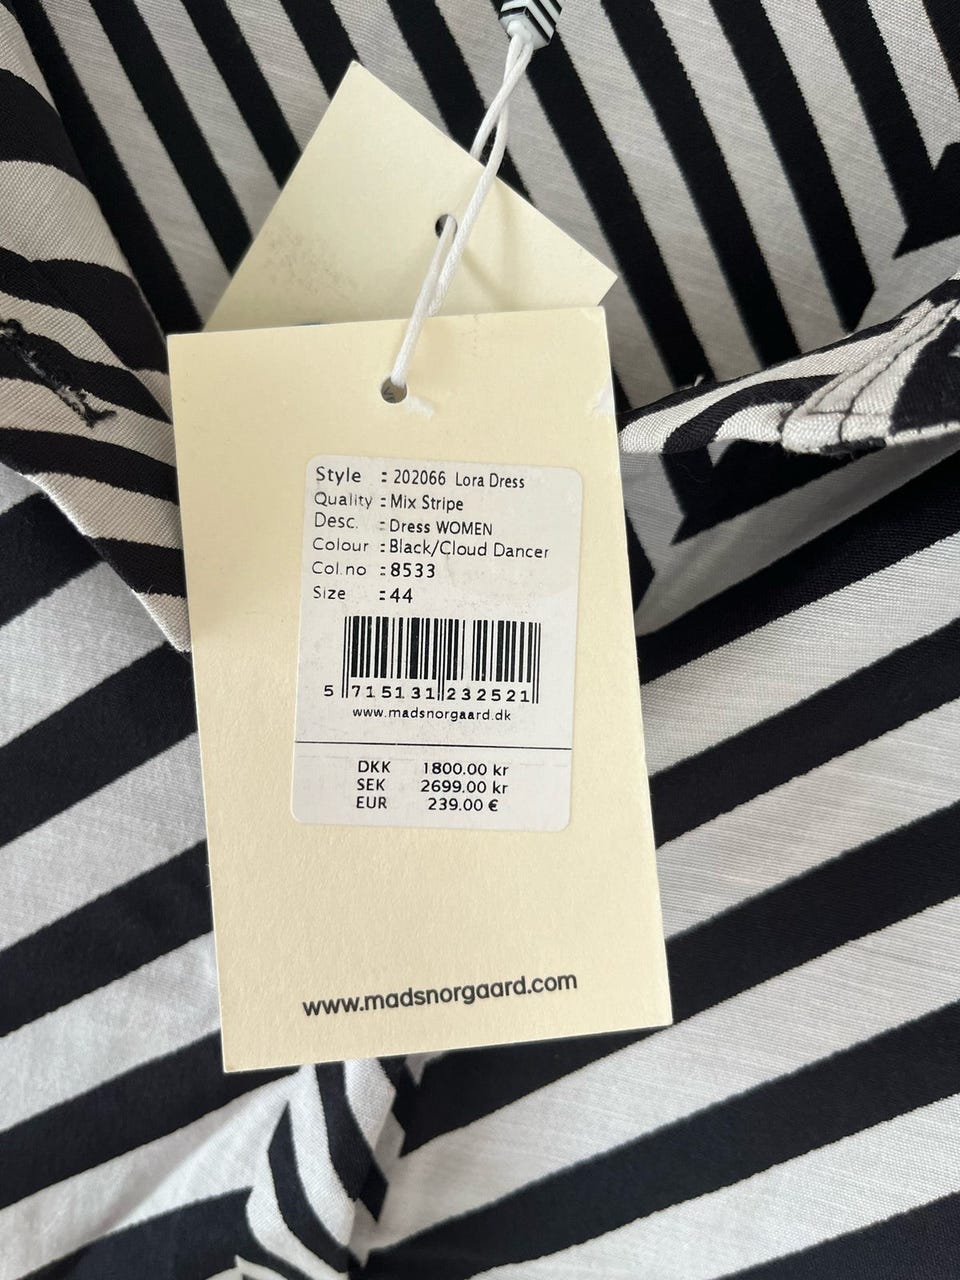 Style : 202066 Lora Dress
Quality : Mix Stripe
Desc. : Dress WOMEN
Colour : Black/Cloud Dancer
Col.no : 8533
Size : 44
5 715131 232521
www.madsnorgaard.dk
DKK 1800.00 kr
SEK 2699.00 kr
EUR 239.00 €
www.madsnorgaard.com